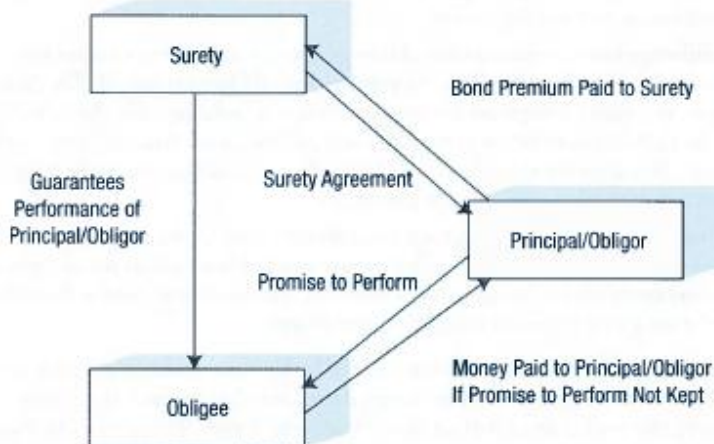 Surety
Bond Premium Paid to Surety
Guarantees
Performance of
Principal/Obligor
Surety Agreement
Principal/Obligor
Promise to Perform
Money Paid to Principal/Obligor
If Promise to Perform Not Kept
Obligee